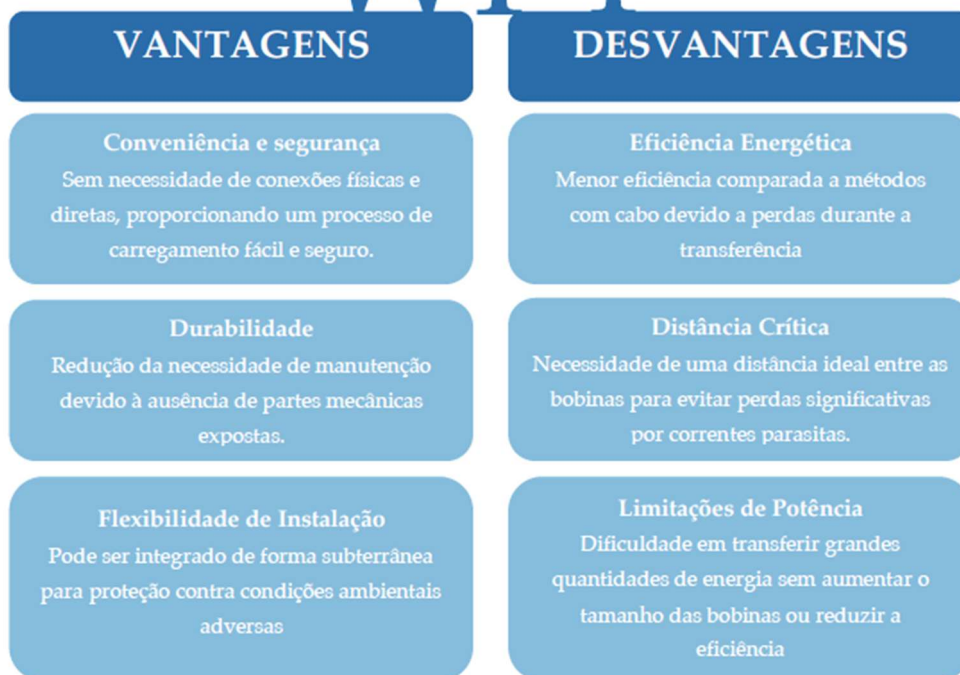 VANTAGENS
Conveniência e segurança
Sem necessidade de conexões físicas e
diretas, proporcionando um processo de
carregamento fácil e seguro.
Durabilidade
Redução da necessidade de manutenção
devido à ausência de partes mecânicas
expostas.
Flexibilidade de Instalação
Pode ser integrado de forma subterrânea
para proteção contra condições ambientais
adversas
DESVANTAGENS
Eficiência Energética
Menor eficiência comparada a métodos
com cabo devido a perdas durante a
transferência
Distância Crítica
Necessidade de uma distância ideal entre as
bobinas para evitar perdas significativas
por correntes parasitas.
Limitações de Potência
Dificuldade em transferir grandes
quantidades de energia sem aumentar o
tamanho das bobinas ou reduzir a
eficiência